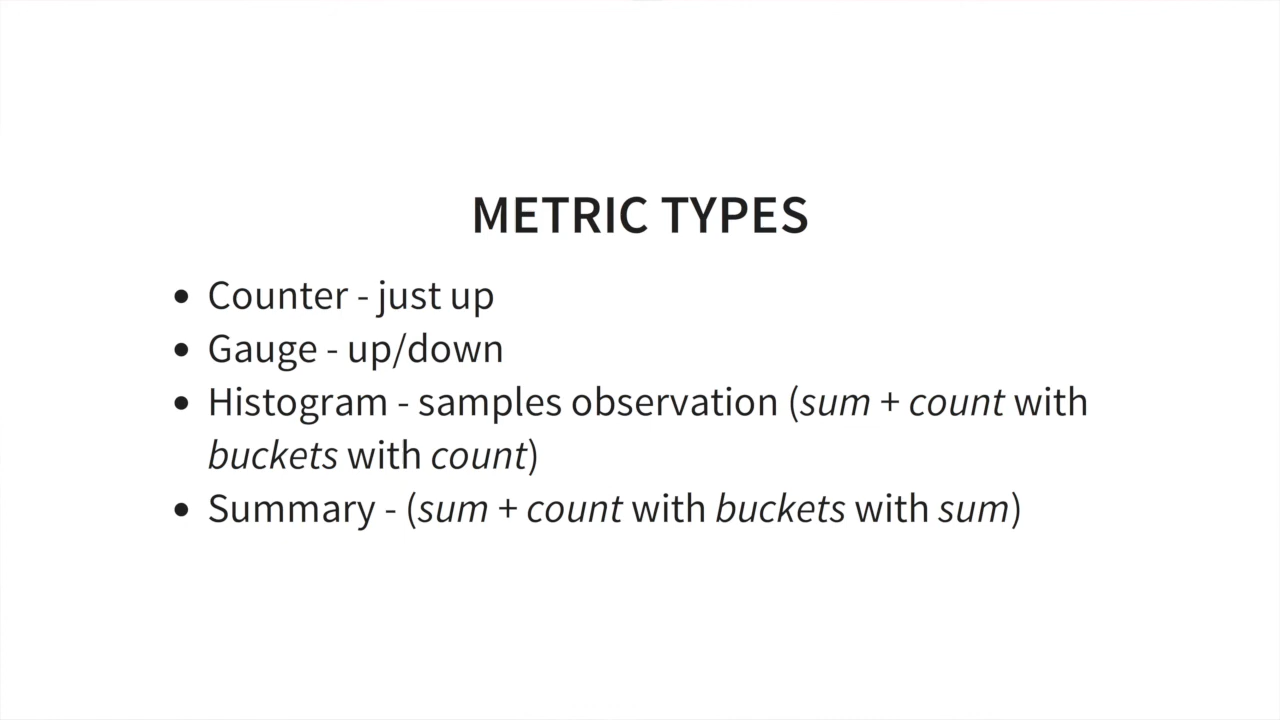 METRIC TYPES
• Counter - just up
• Gauge - up/down
• Histogram - samples observation (sum + count with
buckets with count)
• Summary - (sum + count with buckets with sum)